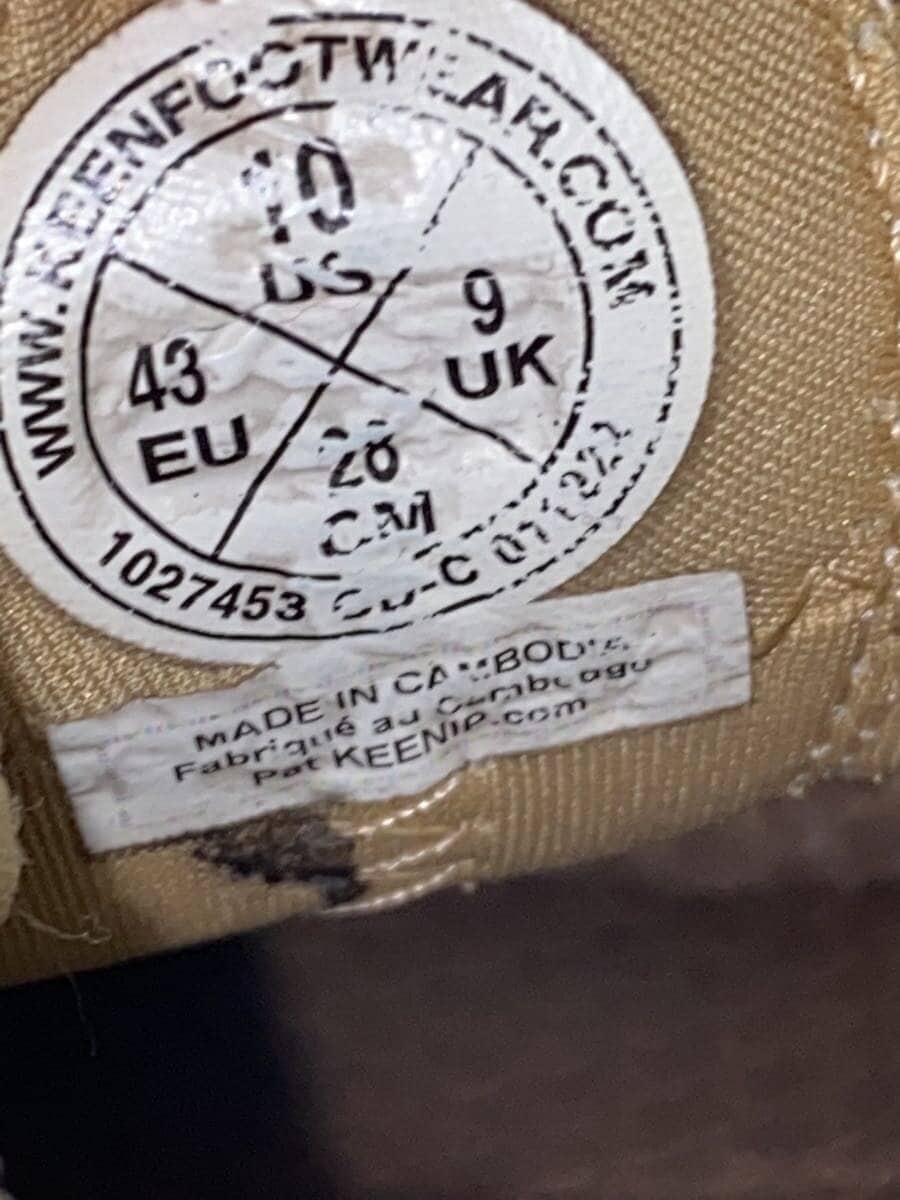 WWW.KEENFOOTWEAR.COM
10
US
43
EU
9
UK
28
CM
1027453
MADE IN CAMBODIA
Fabriqué au Cambodge
Pat KEENIP.com